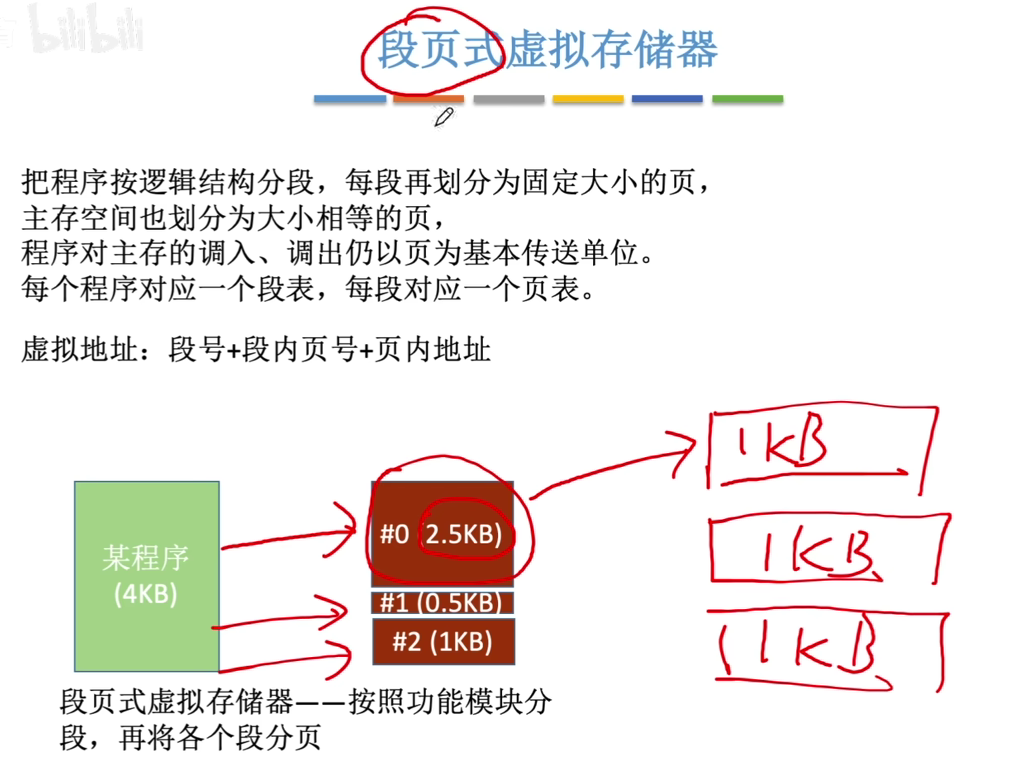 bilibili
段页式虚拟存储器
把程序按逻辑结构分段，每段再划分为固定大小的页，
主存空间也划分为大小相等的页，
程序对主存的调入、调出仍以页为基本传送单位。
每个程序对应一个段表，每段对应一个页表。
虚拟地址：段号+段内页号+页内地址
某程序
(4KB)
#0 (2.5KB)
#1 (0.5KB)
#2 (1KB)
1KB
1KB
1KB
段页式虚拟存储器——按照功能模块分
段，再将各个段分页